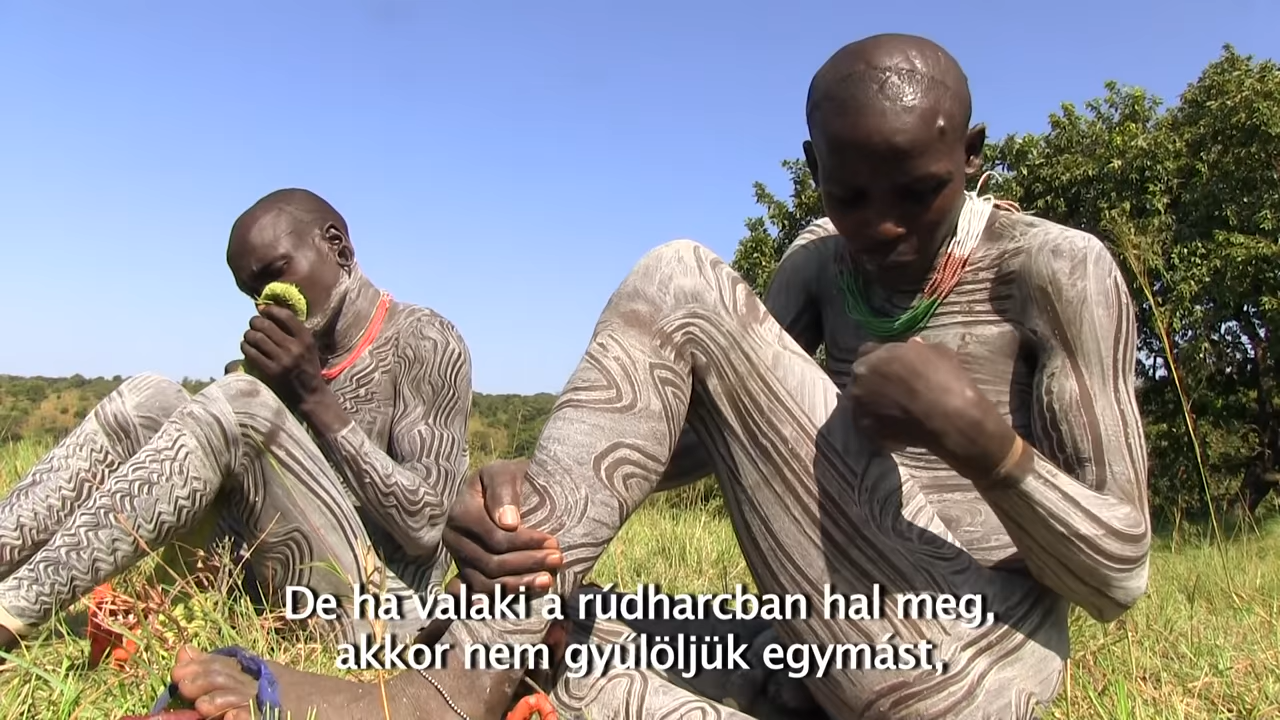 De ha valaki a rúdharcban hal meg,
akkor nem gyűlöljük egymást,